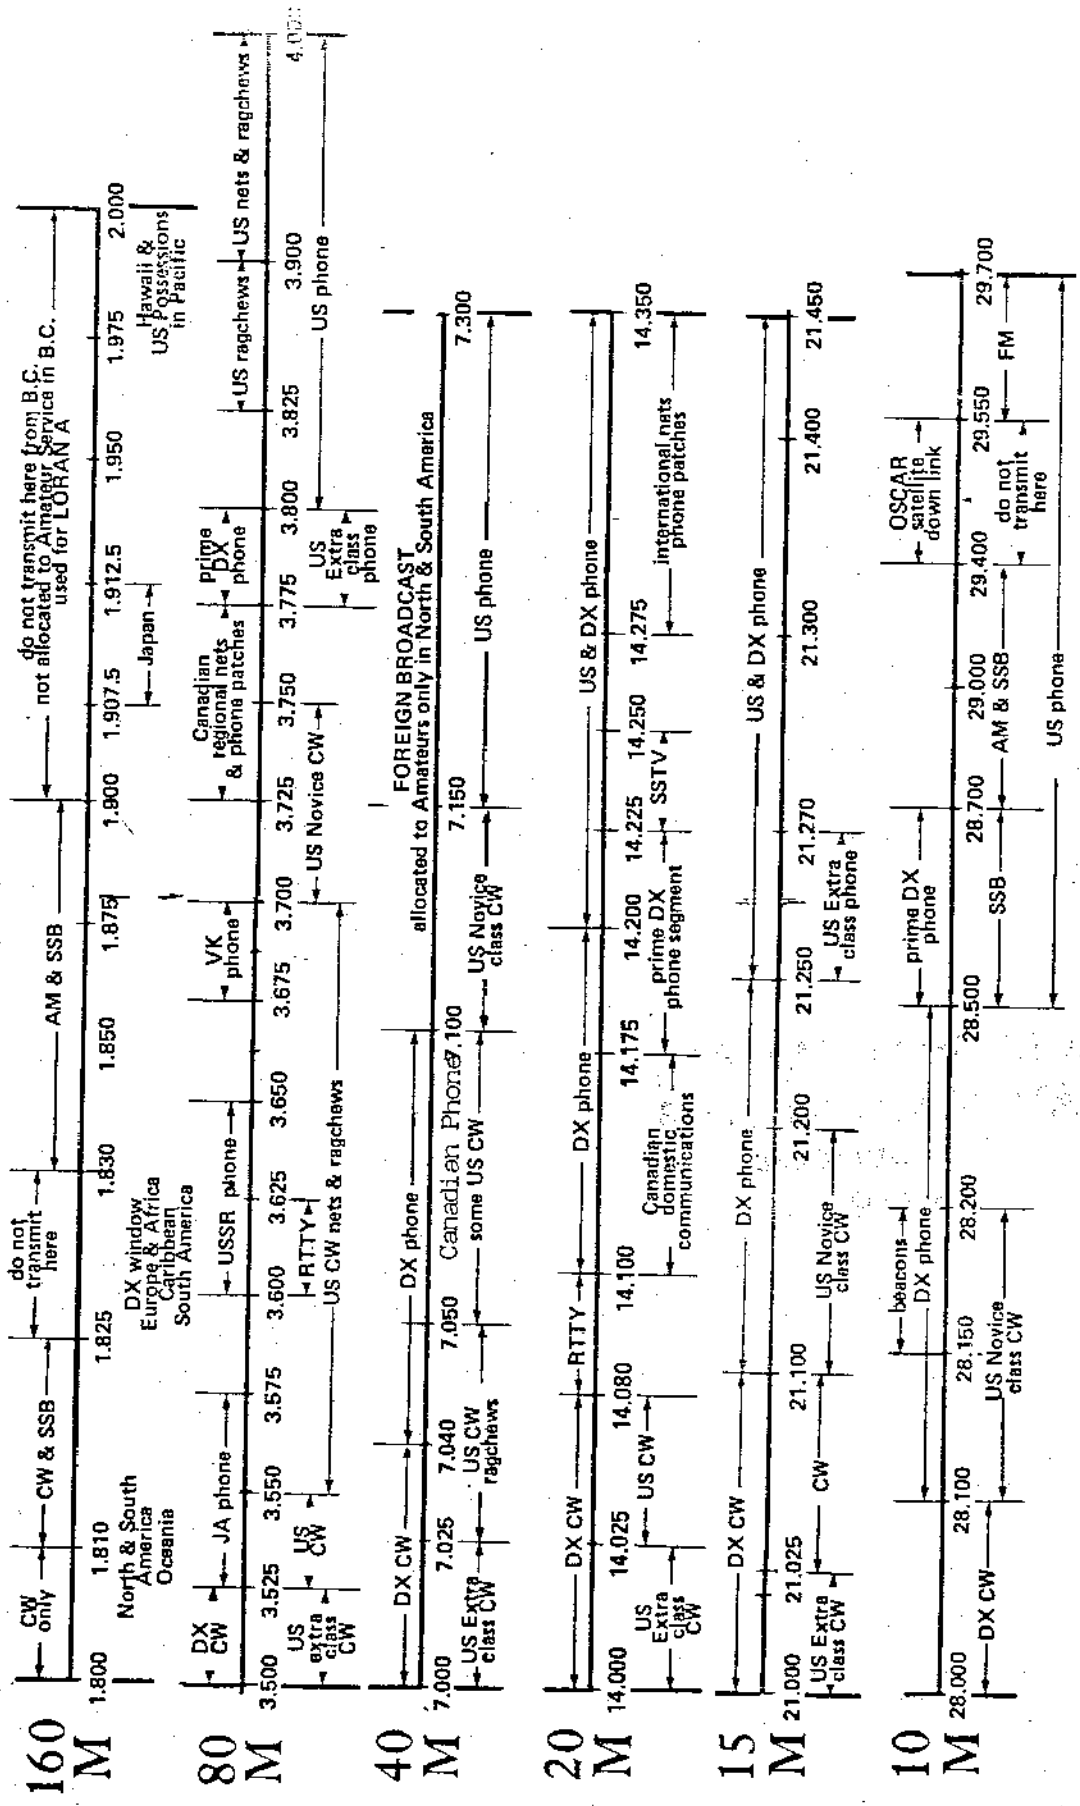 160
M
do not transmit here from B.C.
not allocated to Amateur Service in B.C.
used for LORAN A
CW
only
CW & SSB
do not
transmit
here
AM & SSB
1.800
1.810
1.825
1.830
1.850
1.875
1.900
1.907.5
1.912.5
1.950
1.975
2.000
North & South
America
Oceania
DX window
Europe & Africa
Caribbean
South America
Japan
Hawaii &
US Possessions
in Pacific
80
M
DX
CW
JA phone
USSR phone
VK
phone
Canadian
regional nets
& phone patches
prime
DX
phone
US ragchews
US nets & ragchews
3.500
3.525
3.550
3.575
3.600
3.625
3.650
3.675
3.700
3.725
3.750
3.775
3.800
3.825
3.900
4.000
US
extra
class
CW
US
CW
RTTY
US CW nets & ragchews
US Novice CW
US
Extra
class
phone
US phone
40
M
DX CW
DX phone
FOREIGN BROADCAST
allocated to Amateurs only in North & South America
7.000
7.025
7.040
7.050
Canadian Phone
7.100
7.150
7.300
US Extra
class CW
US CW
ragchews
some US CW
US Novice
class CW
US phone
20
M
DX CW
RTTY
DX phone
US & DX phone
14.000
14.025
14.080
14.100
14.175
14.200
14.225
14.250
14.275
14.350
US
Extra
class
CW
US CW
Canadian
domestic
communications
prime DX
phone segment
SSTV
international nets
phone patches
15
M
DX CW
DX phone
US & DX phone
21.000
21.025
21.100
21.200
21.250
21.270
21.300
21.400
21.450
US Extra
class CW
CW
US Novice
class CW
US Extra
class phone
10
M
beacons
DX phone
prime DX
phone
OSCAR
satellite
down link
28.000
28.100
28.150
28.200
28.500
28.700
29.000
29.400
29.550
29.700
DX CW
US Novice
class CW
SSB
AM & SSB
do not
transmit
here
FM
US phone